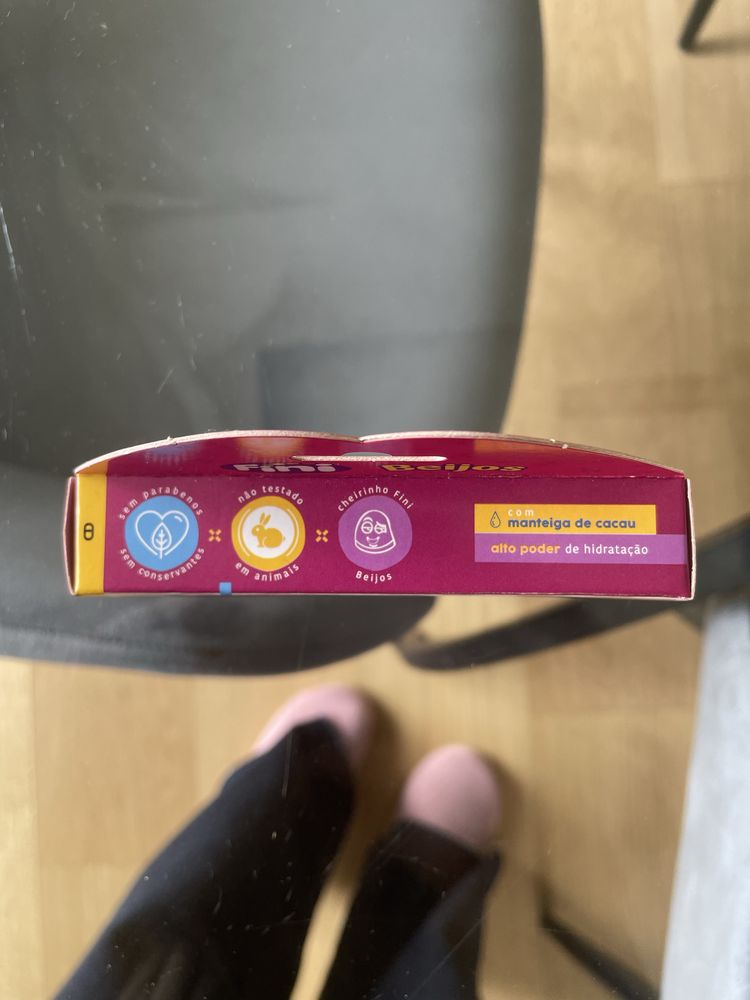 Fini Beijos
sem parabenos
sem conservantes
não testado
em animais
cheirinho Fini
Beijos
com
manteiga de cacau
alto poder de hidratação